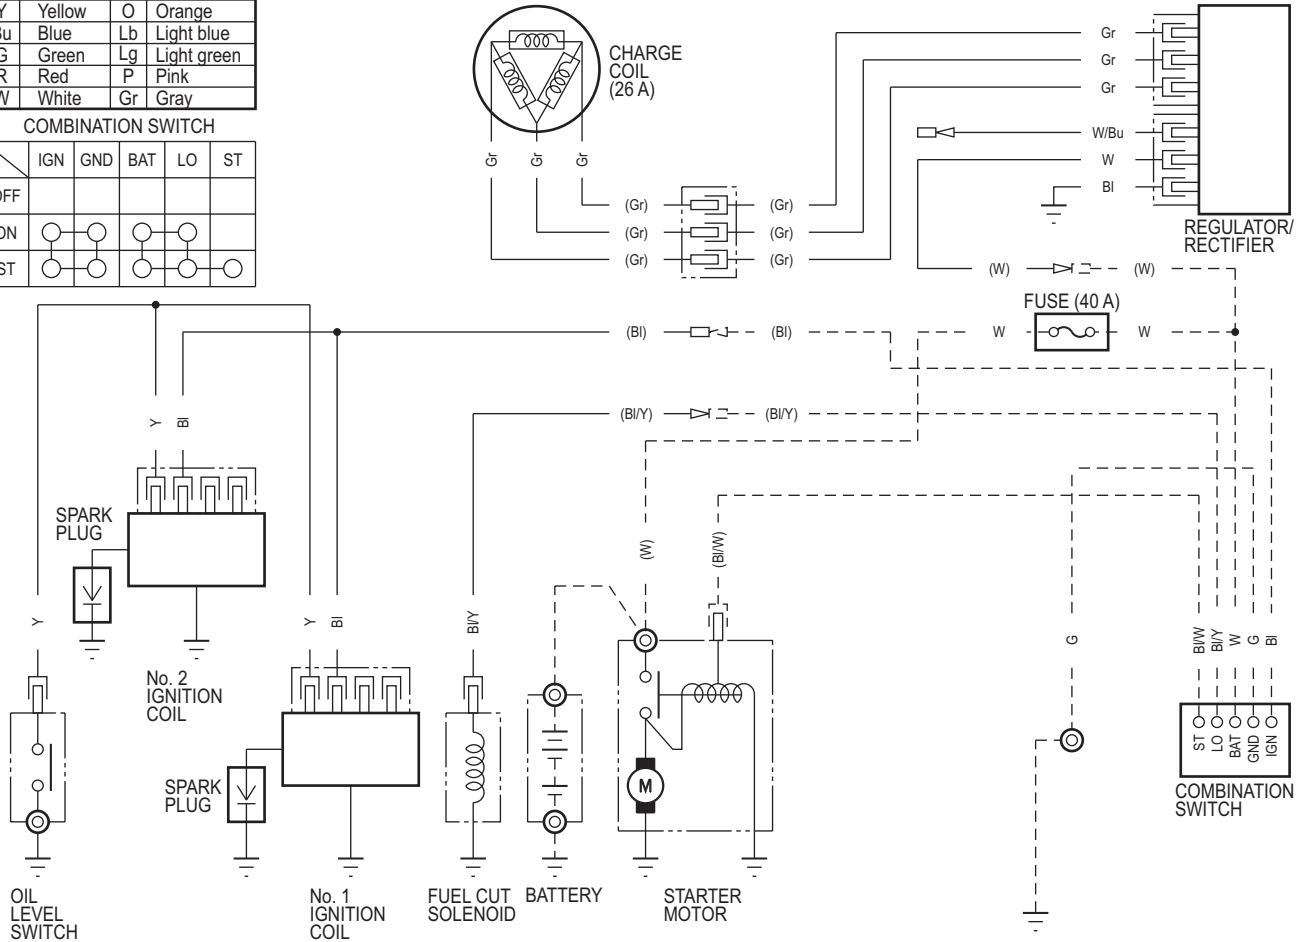 Yellow O Orange
Blue Lb Light blue
Green Lg Light green
Red P Pink
White Gr Gray
COMBINATION SWITCH
IGN GND BAT LO ST
CHARGE
COIL
(26 A)
Gr
Gr
Gr
(Gr) (Gr)
(Gr) (Gr)
(Gr) (Gr)
Gr
Gr
Gr
W/Bu
W
Bl
REGULATOR/
RECTIFIER
(W) (W)
FUSE (40 A)
W W
(Bl) (Bl)
(Bl/Y) (Bl/Y)
Y Bl
SPARK
PLUG
(W) (Bl/W)
Y
Y Bl
Bl/Y
G
Bl/W Bl/Y W G Bl
No. 2
IGNITION
COIL
SPARK
PLUG
M
ST LO BAT GND IGN
COMBINATION
SWITCH
OIL
LEVEL
SWITCH
No. 1
IGNITION
COIL
FUEL CUT
SOLENOID
BATTERY
STARTER
MOTOR